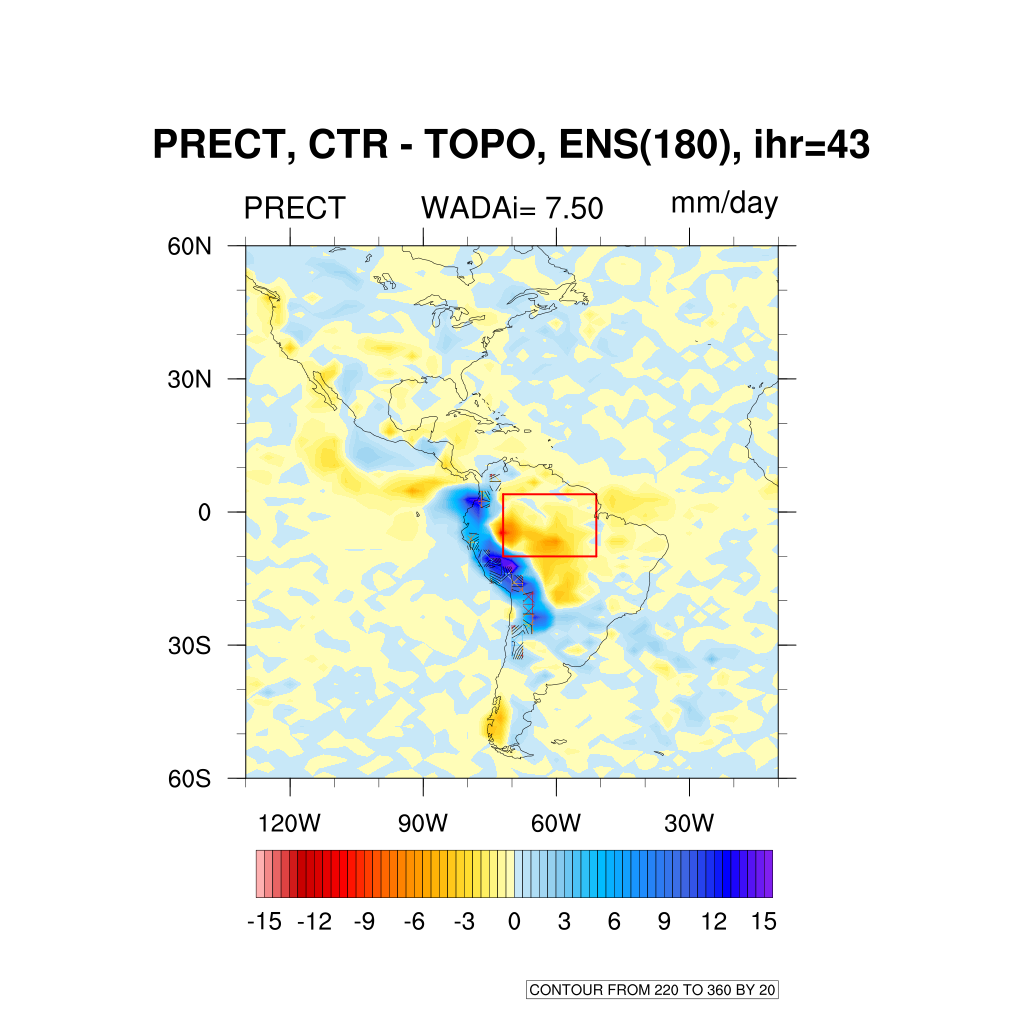 PRECT, CTR - TOPO, ENS(180), ihr=43
PRECT WADAi= 7.50 mm/day
60N
30N
0
30S
60S
120W 90W 60W 30W
-15 -12 -9 -6 -3 0 3 6 9 12 15
CONTOUR FROM 220 TO 360 BY 20